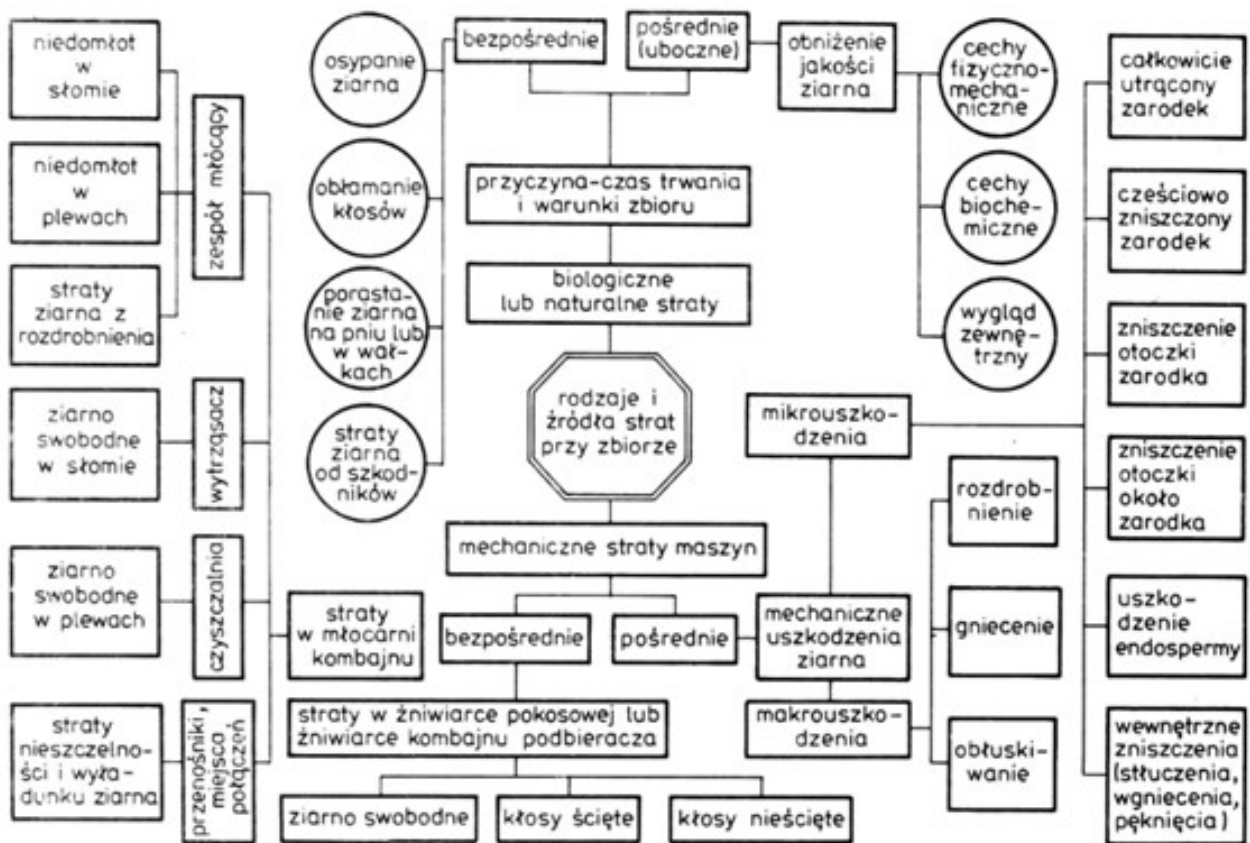 niedomłot
w
słomie
niedomłot
w
plewach
straty
ziarna z
rozdrobnienia
ziarno
swobodne
w słomie
ziarno
swobodne
w plewach
straty
nieszczelno-
ści i wyła-
dunku ziarna
zespół młócący
wytrząsacz
czyszczalnia
przenośniki,
miejsca
połączeń
osypanie
ziarna
obłamanie
kłosów
porasta-
nie ziarna
na pniu lub
w wał-
kach
straty
ziarna
od szkod-
ników
straty
w młocarni
kombajnu
bezpośrednie
pośrednie
(uboczne)
obniżenie
jakości
ziarna
przyczyna-czas trwania
i warunki zbioru
biologiczne
lub naturalne straty
rodzaje i
źródła strat
przy zbiorze
mechaniczne straty maszyn
bezpośrednie
pośrednie
straty w żniwiarce pokosowej lub
żniwiarce kombajnu podbieracza
ziarno swobodne
kłosy ścięte
kłosy nieścięte
cechy
fizyczno-
mecha-
niczne
cechy
bioche-
miczne
wygląd
zewnę-
trzny
mikrouszko-
dzenia
mechaniczne
uszkodzenia
ziarna
makrouszko-
dzenia
rozdrob-
nienie
gniecenie
obłuski-
wanie
całkowicie
utrącony
zarodek
cześciowo
zniszczony
zarodek
zniszczenie
otoczki
zarodka
zniszczenie
otoczki
około
zarodka
uszko-
dzenie
endospermy
wewnętrzne
zniszczenia
(stłuczenia,
wgniecenia,
pęknięcia)